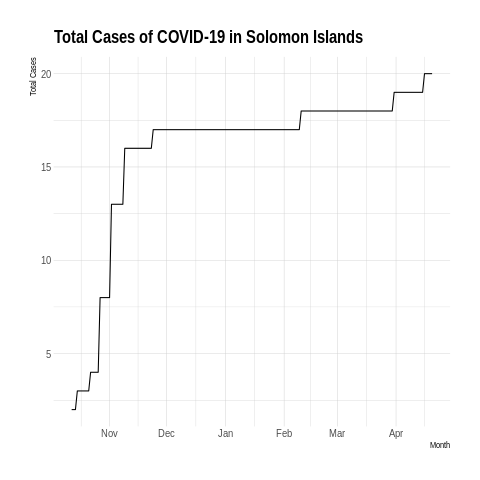 Total Cases of COVID-19 in Solomon Islands
Total Cases
20
15
10
5
Nov Dec Jan Feb Mar Apr
Month